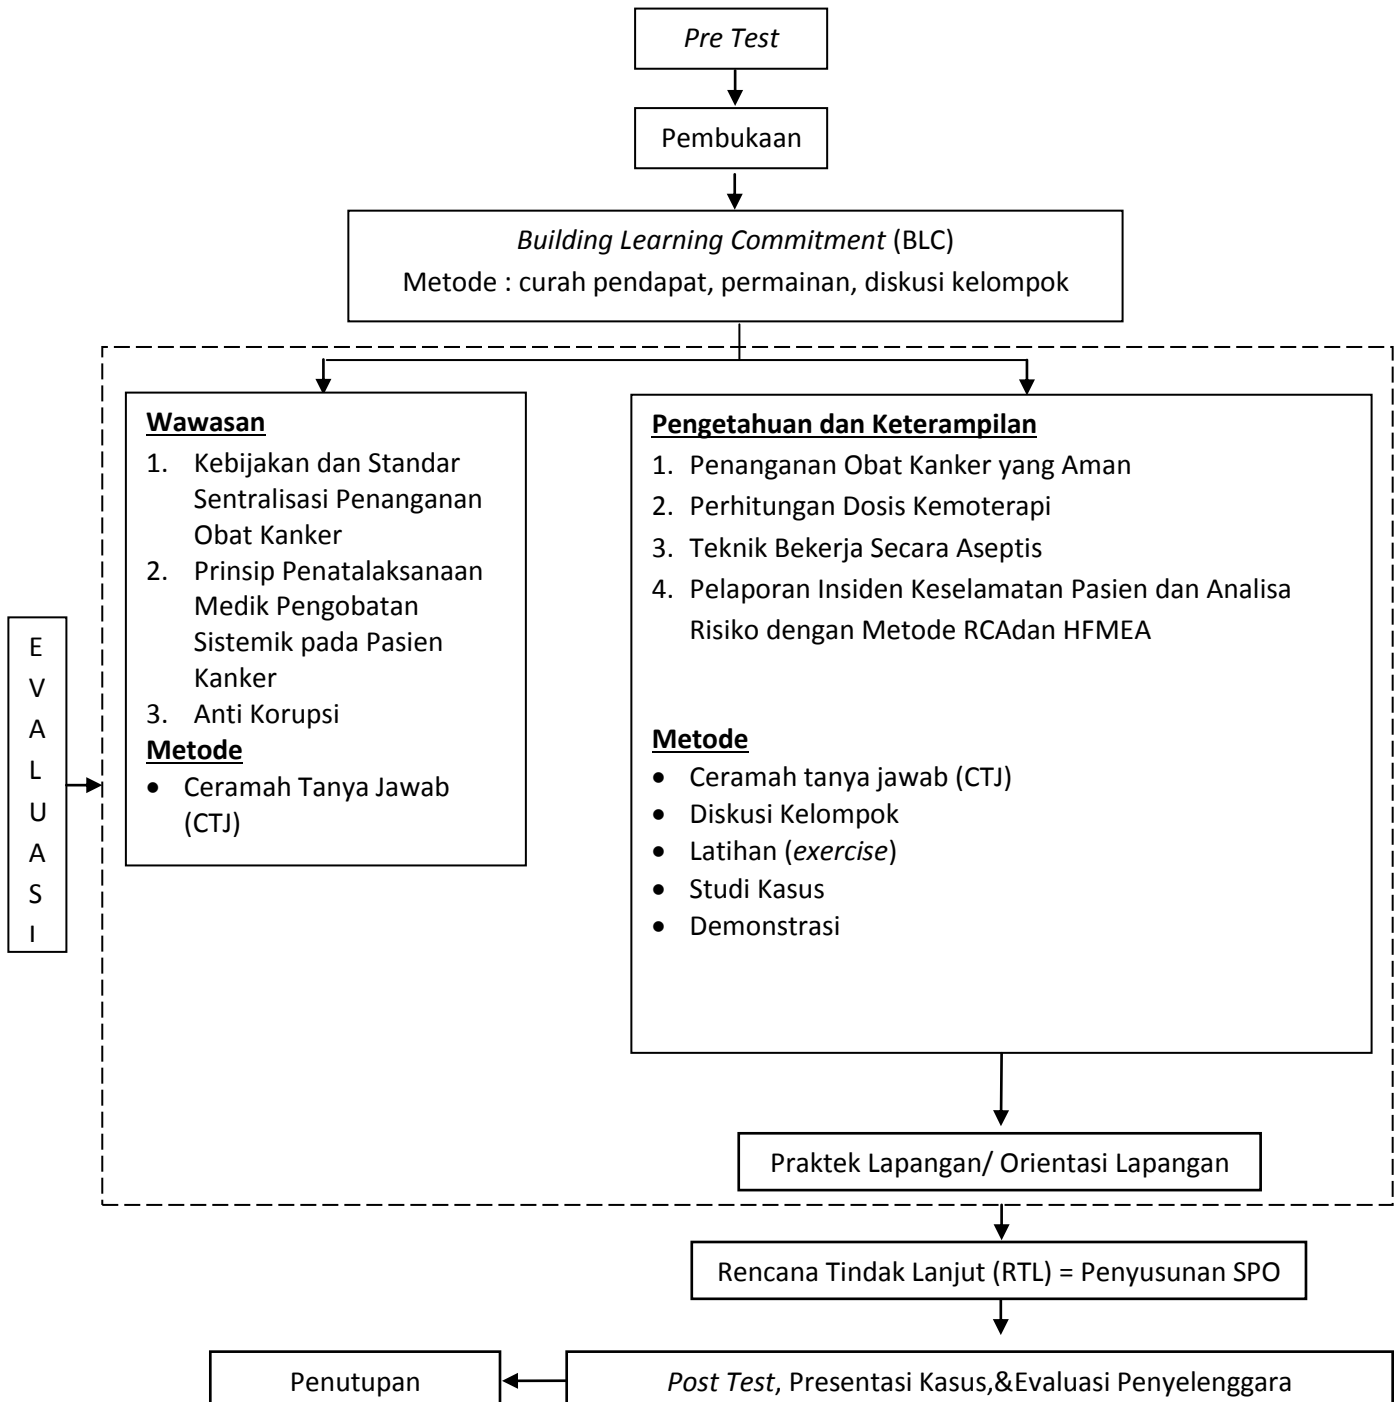 Pre Test
Pembukaan
Building Learning Commitment (BLC)
Metode : curah pendapat, permainan, diskusi kelompok
Wawasan
1. Kebijakan dan Standar
Sentralisasi Penanganan
Obat Kanker
2. Prinsip Penatalaksanaan
Medik Pengobatan
Sistemik pada Pasien
Kanker
3. Anti Korupsi
Metode
• Ceramah Tanya Jawab
(CTJ)
Pengetahuan dan Keterampilan
1. Penanganan Obat Kanker yang Aman
2. Perhitungan Dosis Kemoterapi
3. Teknik Bekerja Secara Aseptis
4. Pelaporan Insiden Keselamatan Pasien dan Analisa
Risiko dengan Metode RCAdan HFMEA
Metode
• Ceramah tanya jawab (CTJ)
• Diskusi Kelompok
• Latihan (exercise)
• Studi Kasus
• Demonstrasi
E
V
A
L
U
A
S
I
Praktek Lapangan/ Orientasi Lapangan
Rencana Tindak Lanjut (RTL) = Penyusunan SPO
Post Test, Presentasi Kasus,&Evaluasi Penyelenggara
Penutupan